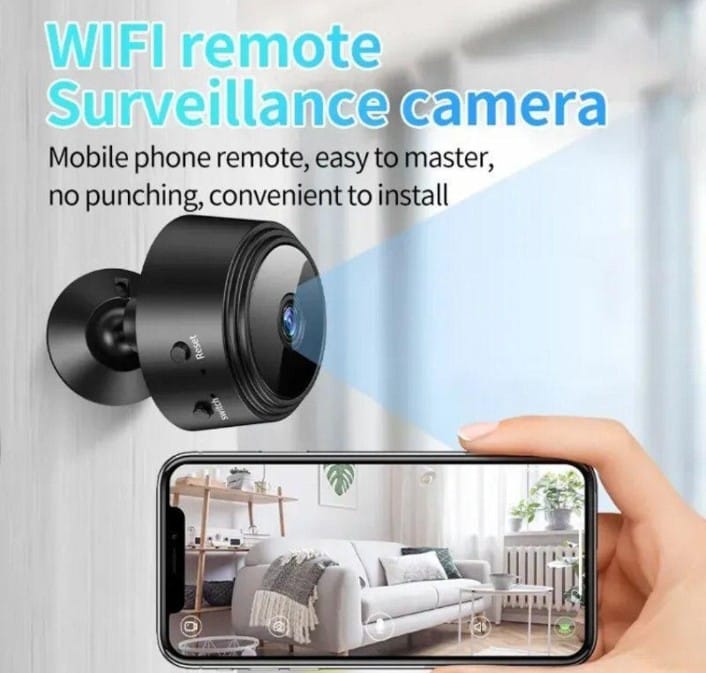 WIFI remote
Surveillance camera
Mobile phone remote, easy to master,
no punching, convenient to install
Reset
switch